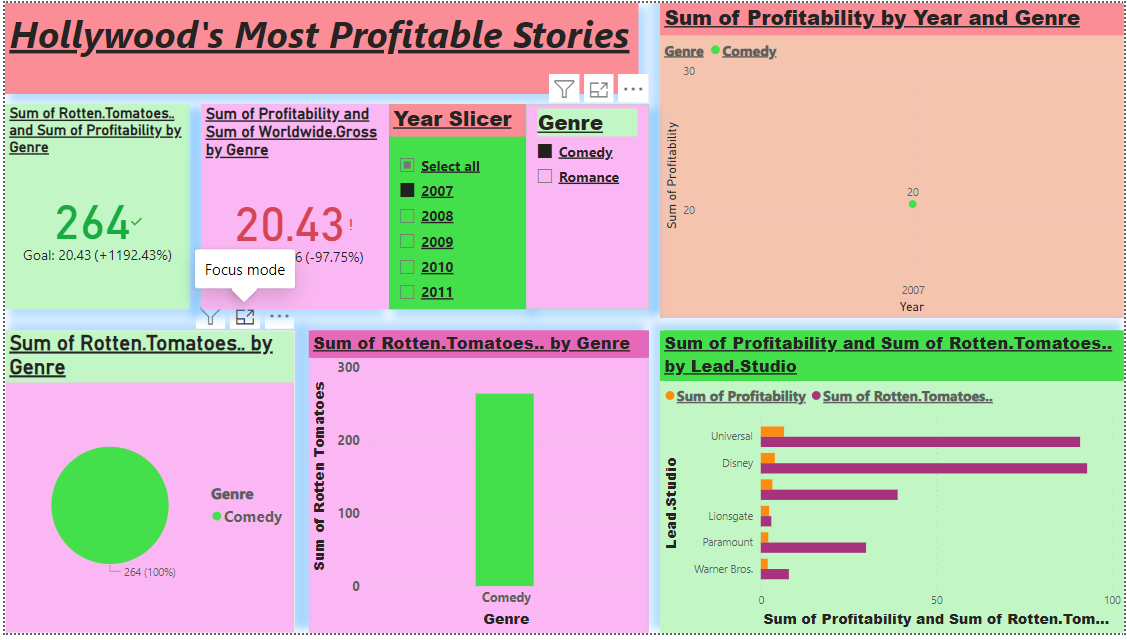 Hollywood's Most Profitable Stories
Sum of Rotten.Tomatoes..
and Sum of Profitability by
Genre
264
Goal: 20.43 (+1192.43%)
Sum of Profitability and
Sum of Worldwide.Gross
by Genre
20.43!
6 (-97.75%)
Focus mode
Year Slicer
Select all
2007
2008
2009
2010
2011
Genre
Comedy
Romance
Sum of Profitability by Year and Genre
Genre Comedy
Sum of Profitability
30
20
20
2007
Year
Sum of Rotten.Tomatoes.. by
Genre
Genre
Comedy
264 (100%)
Sum of Rotten.Tomatoes.. by Genre
Sum of Rotten Tomatoes
300
200
100
0
Comedy
Genre
Sum of Profitability and Sum of Rotten.Tomatoes..
by Lead.Studio
Sum of Profitability Sum of Rotten.Tomatoes..
Lead.Studio
Universal
Disney
Lionsgate
Paramount
Warner Bros.
0 50 100
Sum of Profitability and Sum of Rotten.Tom...